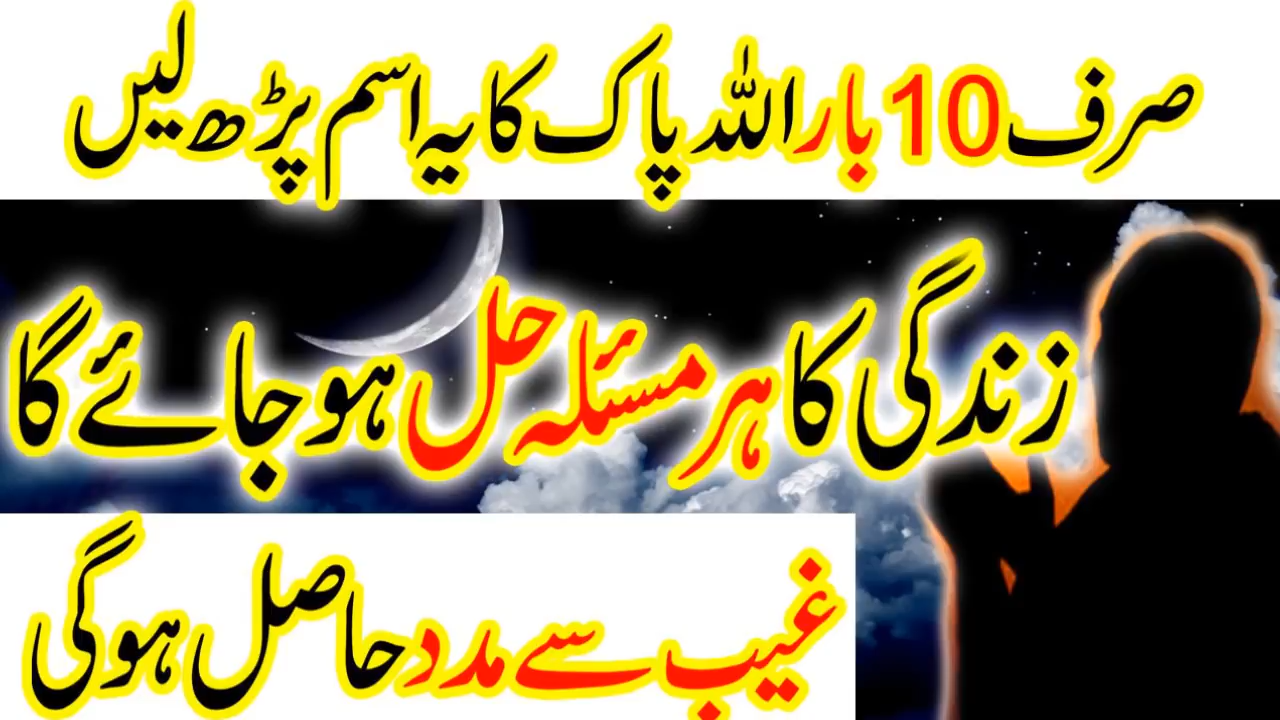 صرف 10 بار اللہ پاک کا یہ اسم پڑھ لیں
زندگی کا ہر مسئلہ حل ہو جائے گا
غیب سے مدد حاصل ہوگی